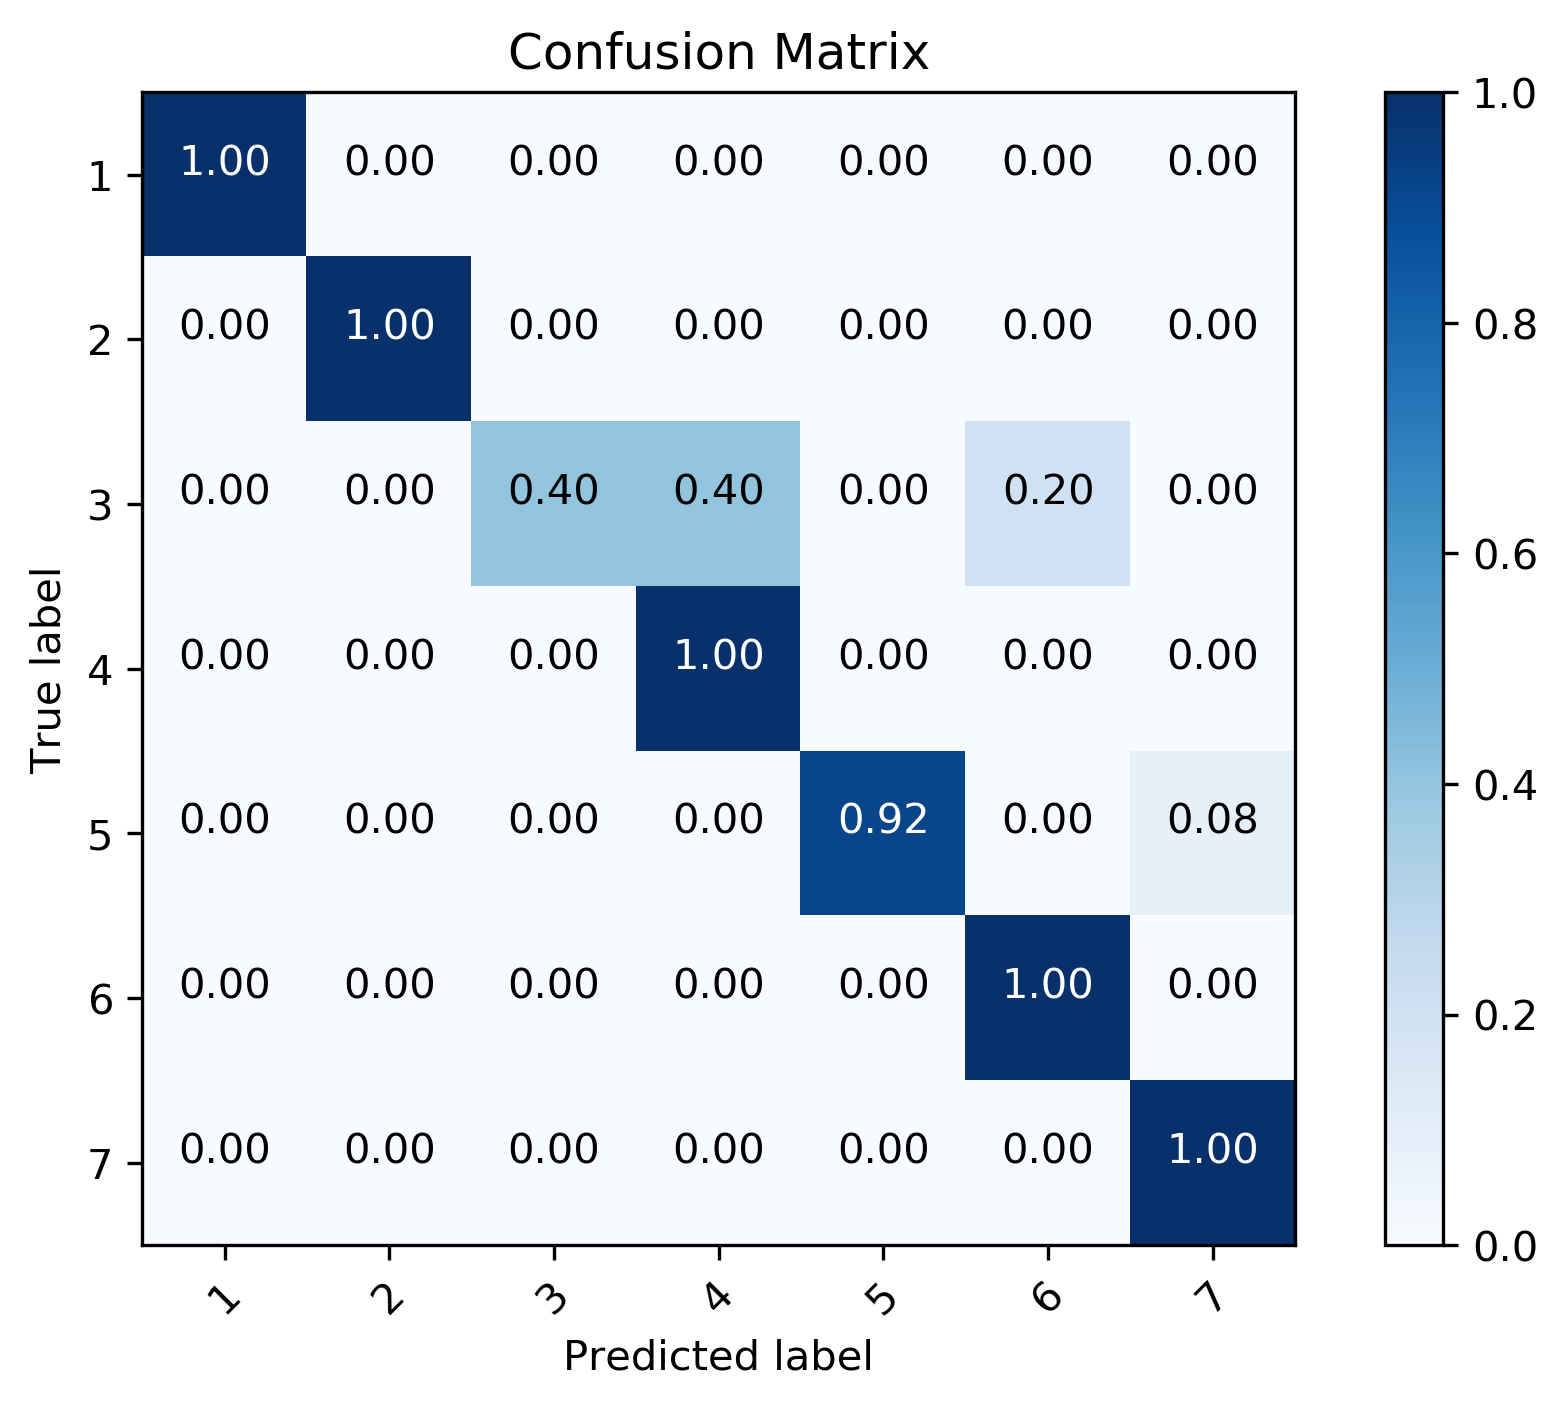 Confusion Matrix
1 1.00 0.00 0.00 0.00 0.00 0.00 0.00
2 0.00 1.00 0.00 0.00 0.00 0.00 0.00
3 0.00 0.00 0.40 0.40 0.00 0.20 0.00
4 0.00 0.00 0.00 1.00 0.00 0.00 0.00
5 0.00 0.00 0.00 0.00 0.92 0.00 0.08
6 0.00 0.00 0.00 0.00 0.00 1.00 0.00
7 0.00 0.00 0.00 0.00 0.00 0.00 1.00
True label
1 2 3 4 5 6 7
Predicted label
1.0
0.8
0.6
0.4
0.2
0.0